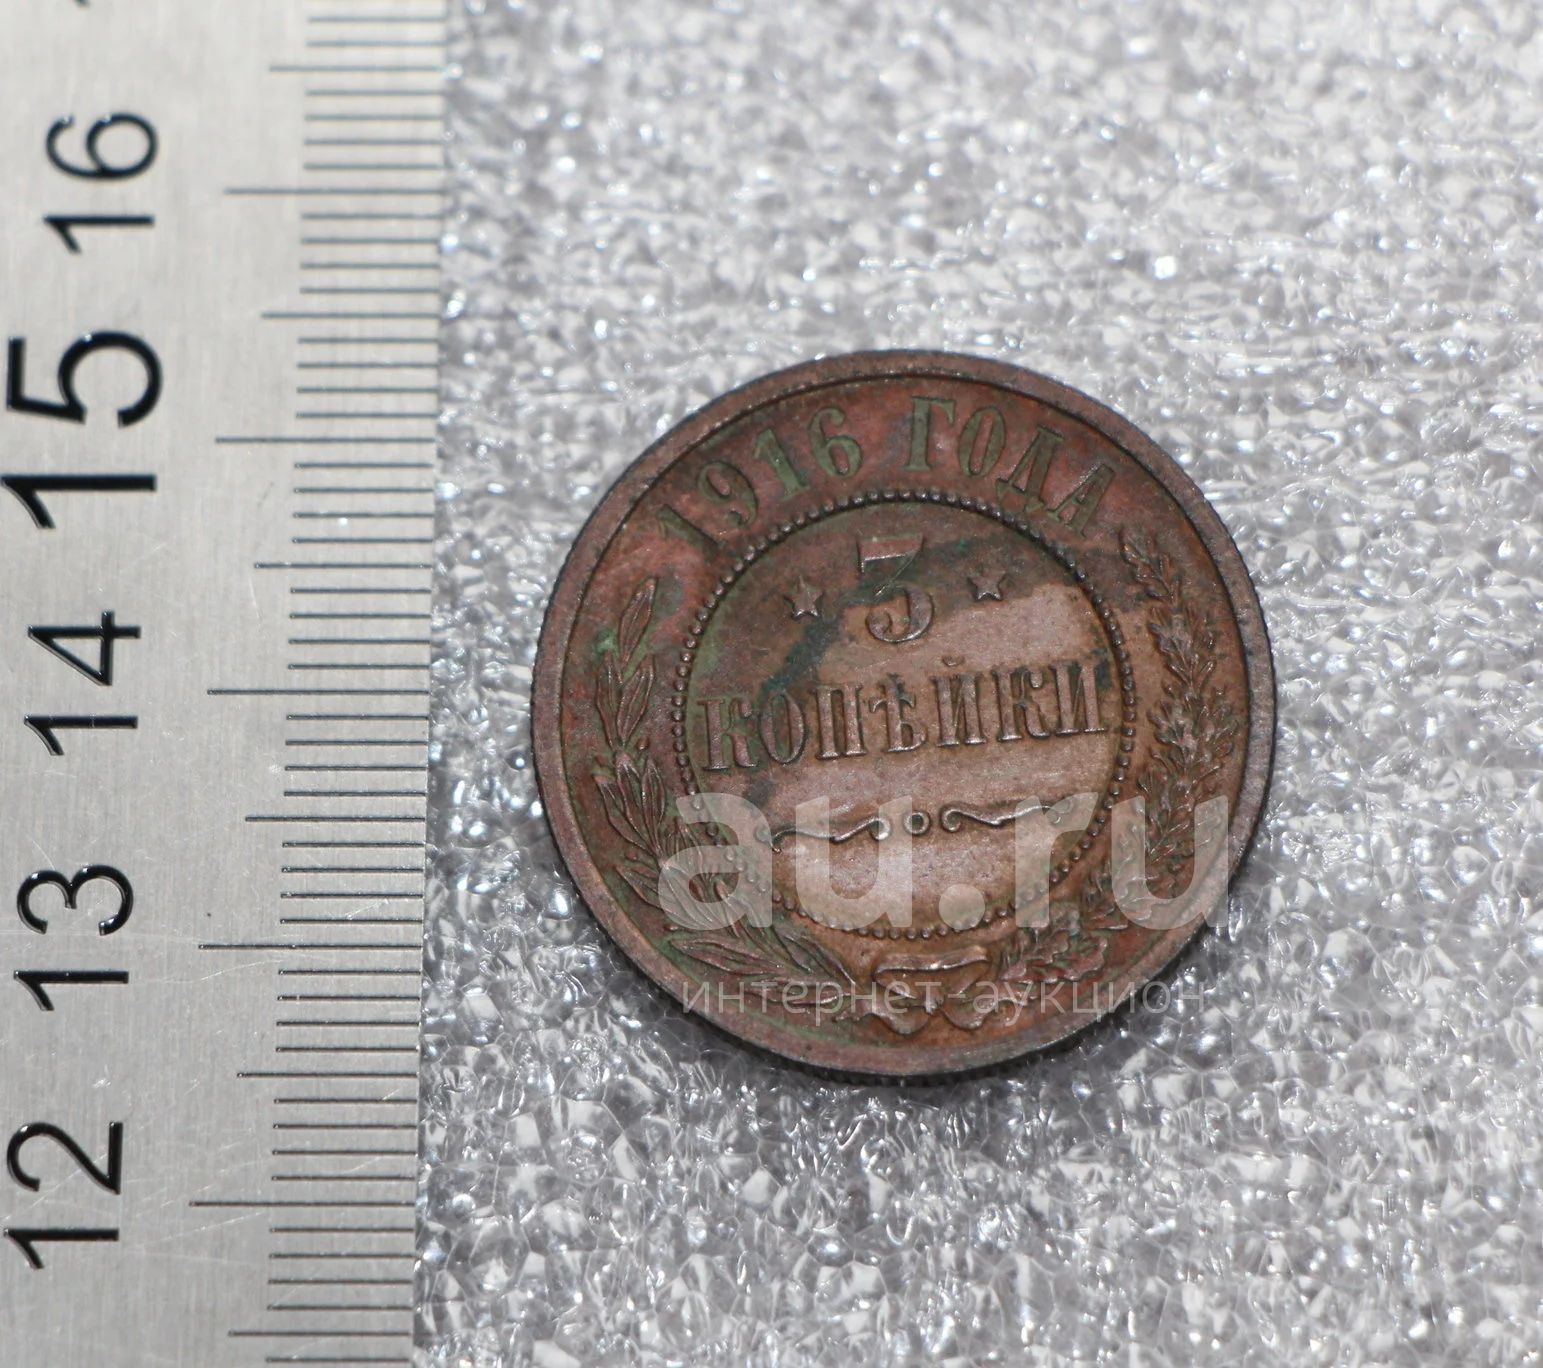 16
15
14
13
12
1916 ГОДА
3
КОПѢЙКИ
au.ru
интернет-аукцион